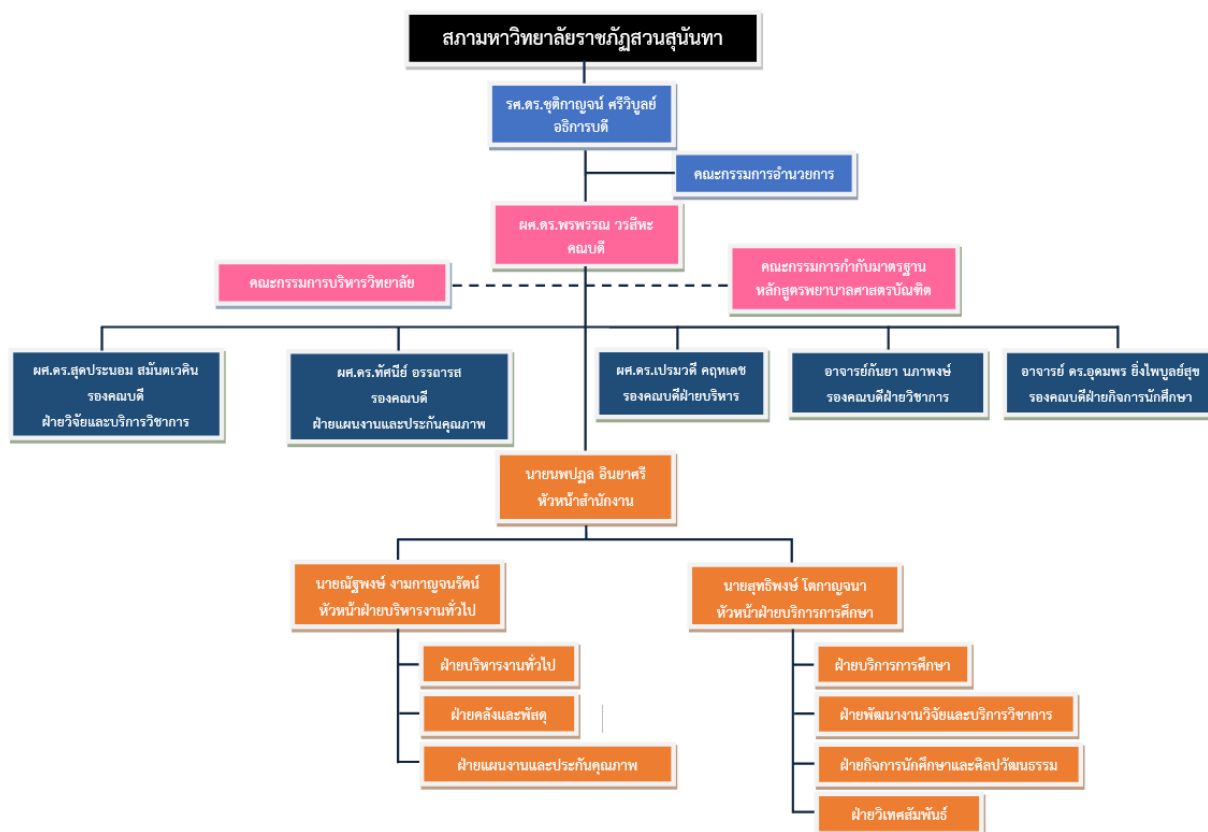 สภามหาวิทยาลัยราชภัฏสวนสุนันทา
รศ.ดร.ชุติกาญจน์ ศรีวิบูลย์
อธิการบดี
คณะกรรมการอำนวยการ
ผศ.ดร.พรพรรณ วรสีหะ
คณบดี
คณะกรรมการบริหารวิทยาลัย
คณะกรรมการกำกับมาตรฐาน
หลักสูตรพยาบาลศาสตรบัณฑิต
ผศ.ดร.สุดประนอม สมันตเวคิน
รองคณบดี
ฝ่ายวิจัยและบริการวิชาการ
ผศ.ดร.ทัศนีย์ อรรถารส
รองคณบดี
ฝ่ายแผนงานและประกันคุณภาพ
ผศ.ดร.เปรมวดี คฤหเดช
รองคณบดีฝ่ายบริหาร
อาจารย์กันยา นภาพงษ์
รองคณบดีฝ่ายวิชาการ
อาจารย์ ดร.อุดมพร ยิ่งไพบูลย์สุข
รองคณบดีฝ่ายกิจการนักศึกษา
นายนพปฎล อินยาศรี
หัวหน้าสำนักงาน
นายณัฐพงษ์ งามกาญจนรัตน์
หัวหน้าฝ่ายบริหารงานทั่วไป
ฝ่ายบริหารงานทั่วไป
ฝ่ายคลังและพัสดุ
ฝ่ายแผนงานและประกันคุณภาพ
นายสุทธิพงษ์ โตกาญจนา
หัวหน้าฝ่ายบริการการศึกษา
ฝ่ายบริการการศึกษา
ฝ่ายพัฒนางานวิจัยและบริการวิชาการ
ฝ่ายกิจการนักศึกษาและศิลปวัฒนธรรม
ฝ่ายวิเทศสัมพันธ์